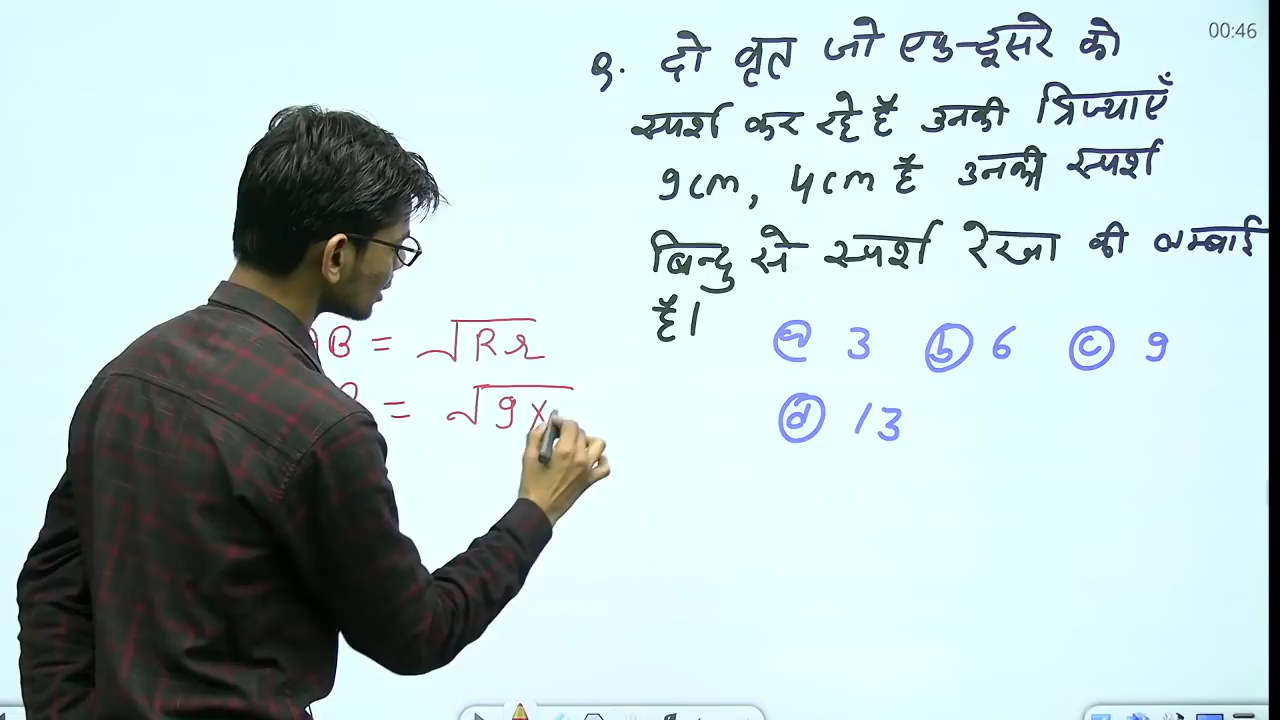 00:46
9. दो वृत जो एक-दूसरे को
स्पर्श कर रहे है उनकी त्रिज्याएँ
9cm, 4cm है उनकी स्पर्श
बिन्दु से स्पर्श रेखा की लम्बाई
है।
B = √Rr
= √9×
ⓐ 3 ⓑ 6 ⓒ 9
ⓓ 13